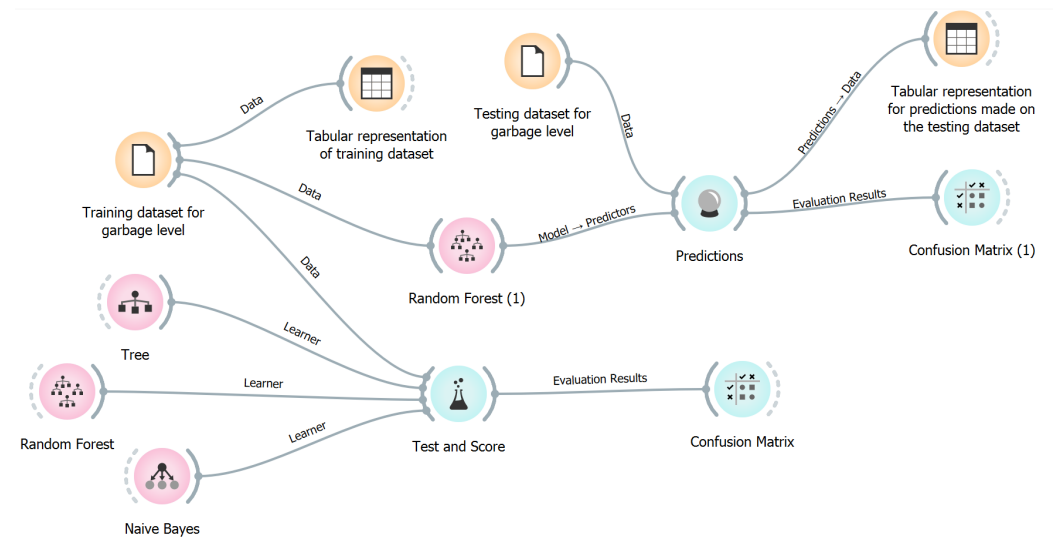 Data
Tabular representation
of training dataset
Testing dataset for
garbage level
Data
Predictions → Data
Tabular representation
for predictions made on
the testing dataset
Training dataset for
garbage level
Data
Data
Random Forest (1)
Model → Predictors
Predictions
Evaluation Results
Confusion Matrix (1)
Tree
Learner
Random Forest
Learner
Naive Bayes
Learner
Test and Score
Evaluation Results
Confusion Matrix